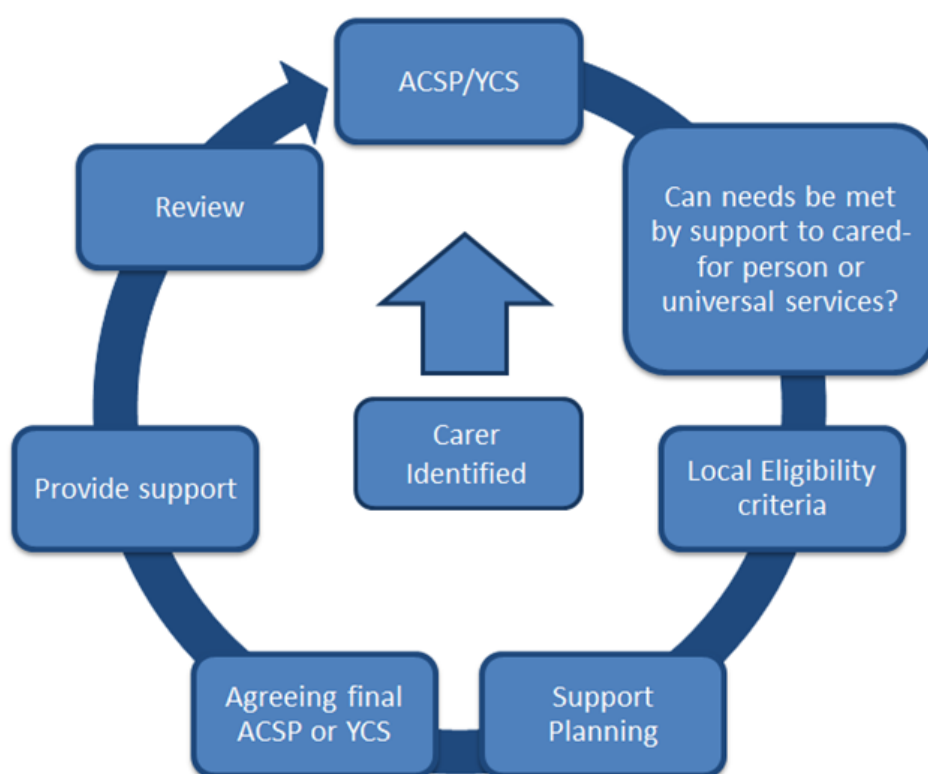 ACSP/YCS
Can needs be met
by support to cared-
for person or
universal services?
Local Eligibility
criteria
Support
Planning
Agreeing final
ACSP or YCS
Provide support
Review
Carer
Identified